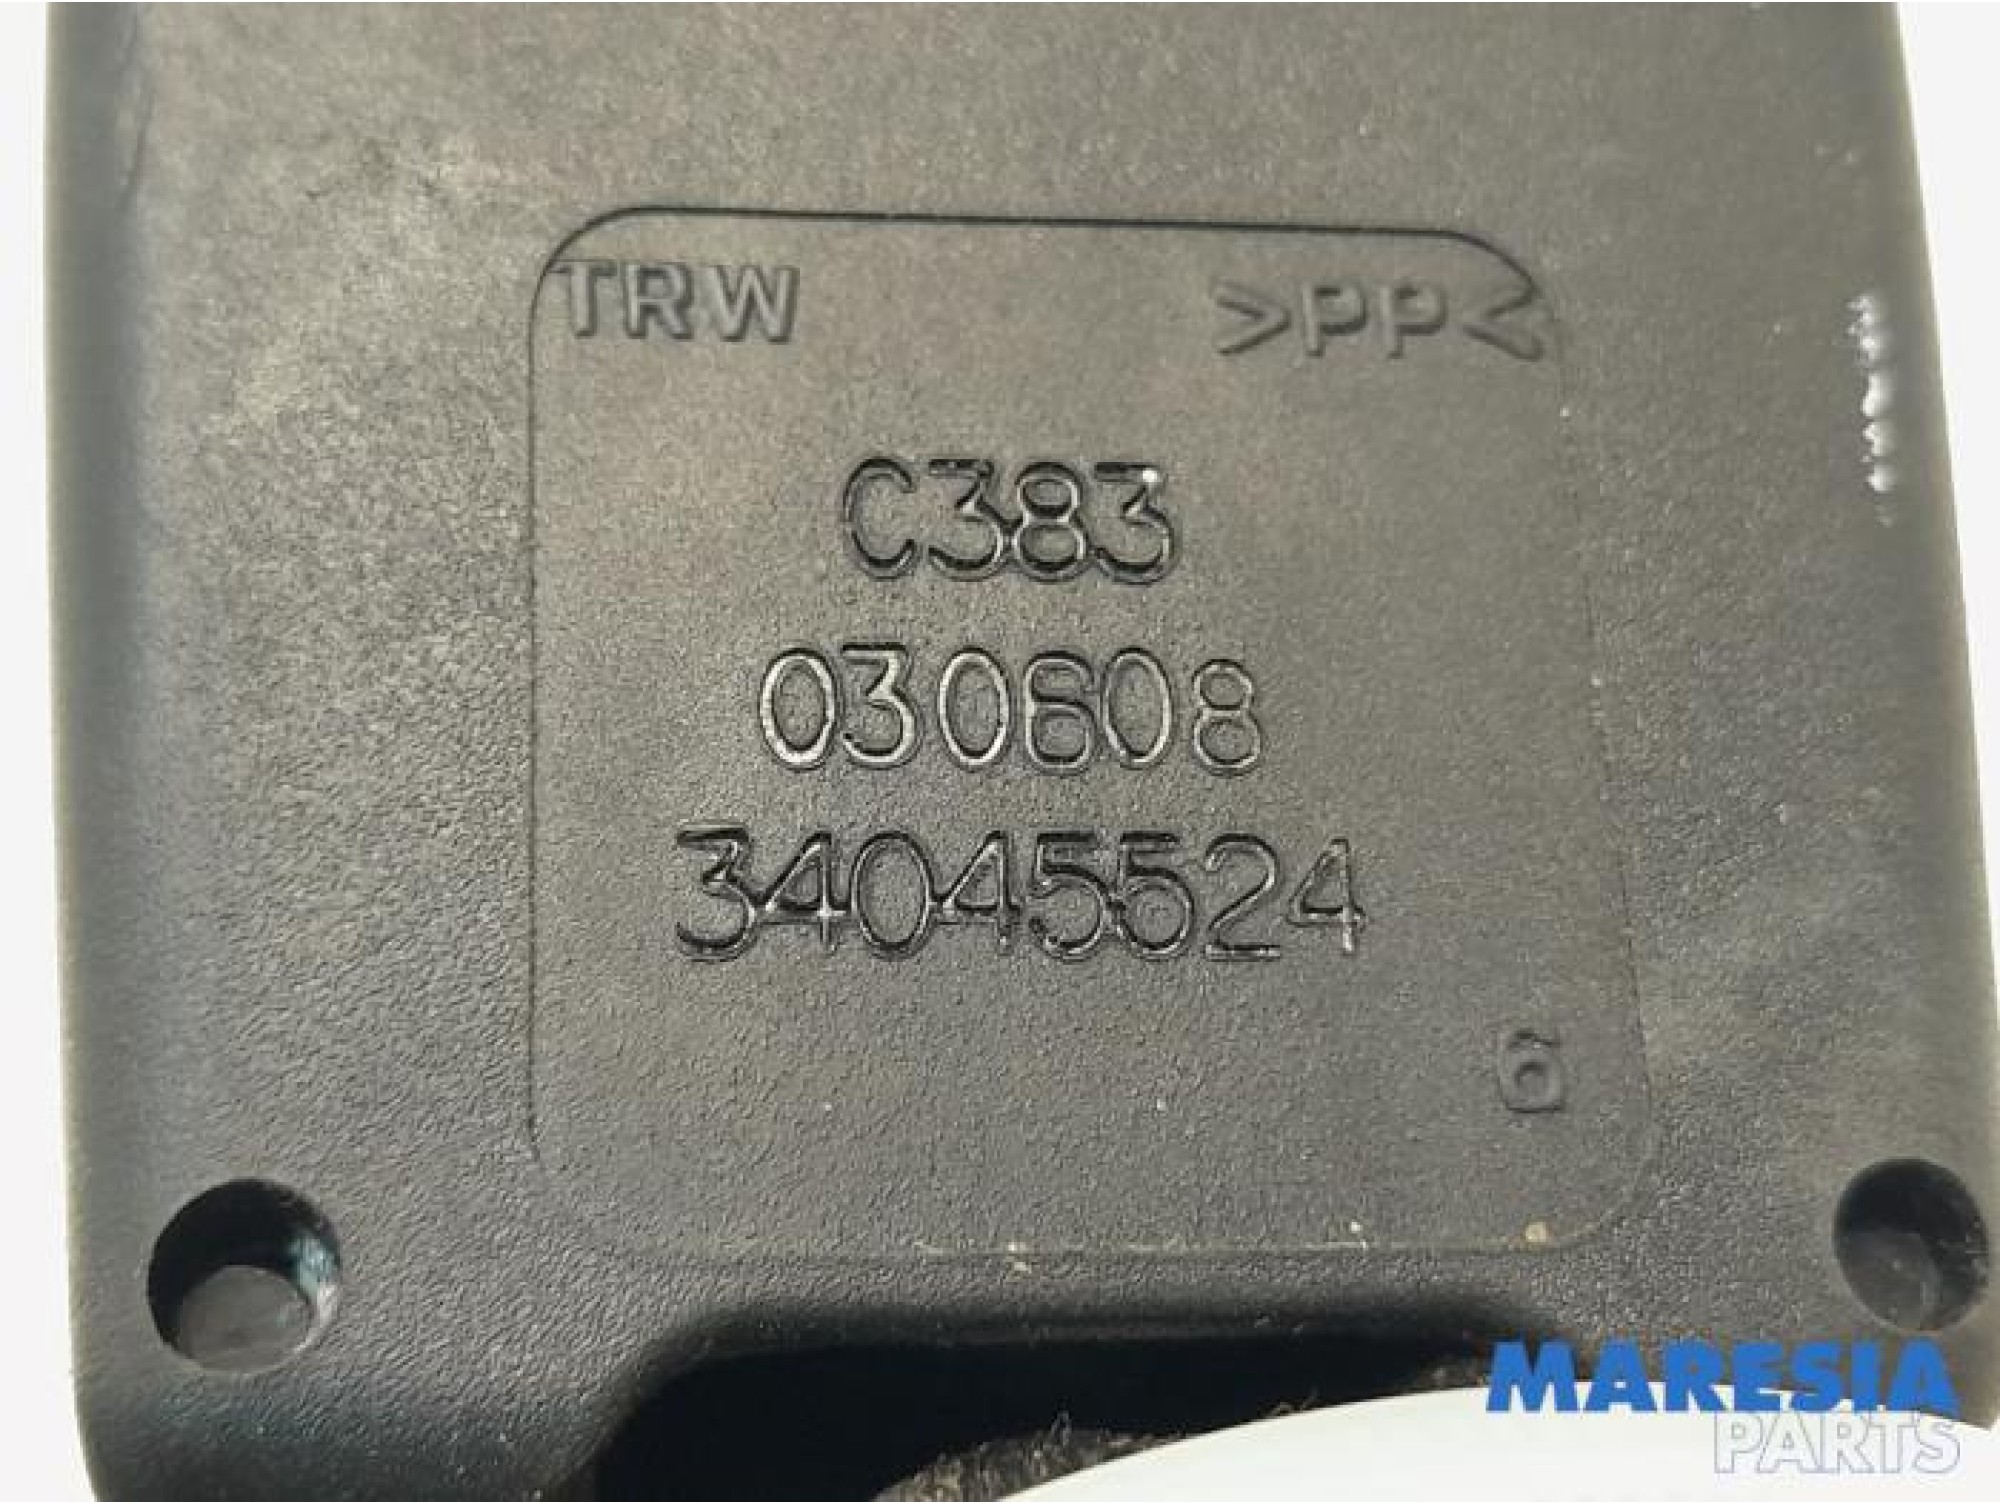 TRW >PP<
C383
030608
34045524
6
MARESIA
PARTS